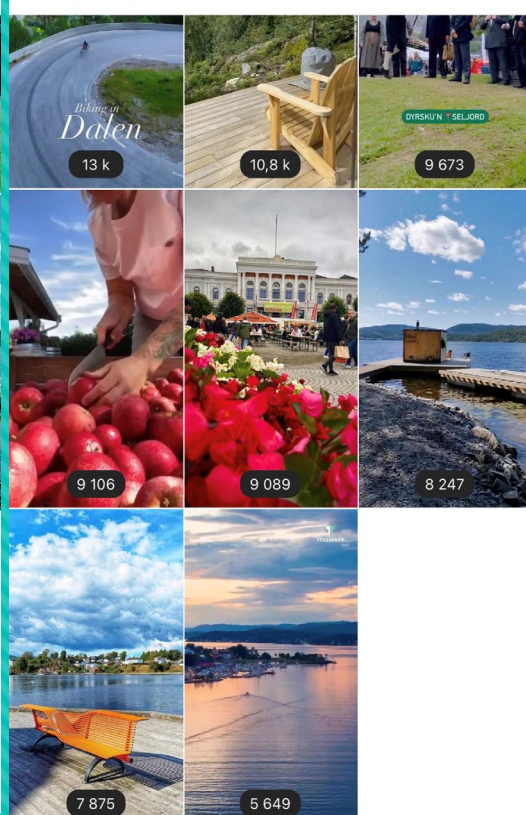 Biking in
Dalen
13 k
10,8 k
DYRSKU'N 📍SELJORD
9 673
9 106
9 089
8 247
7 875
TELEMARK
5 649